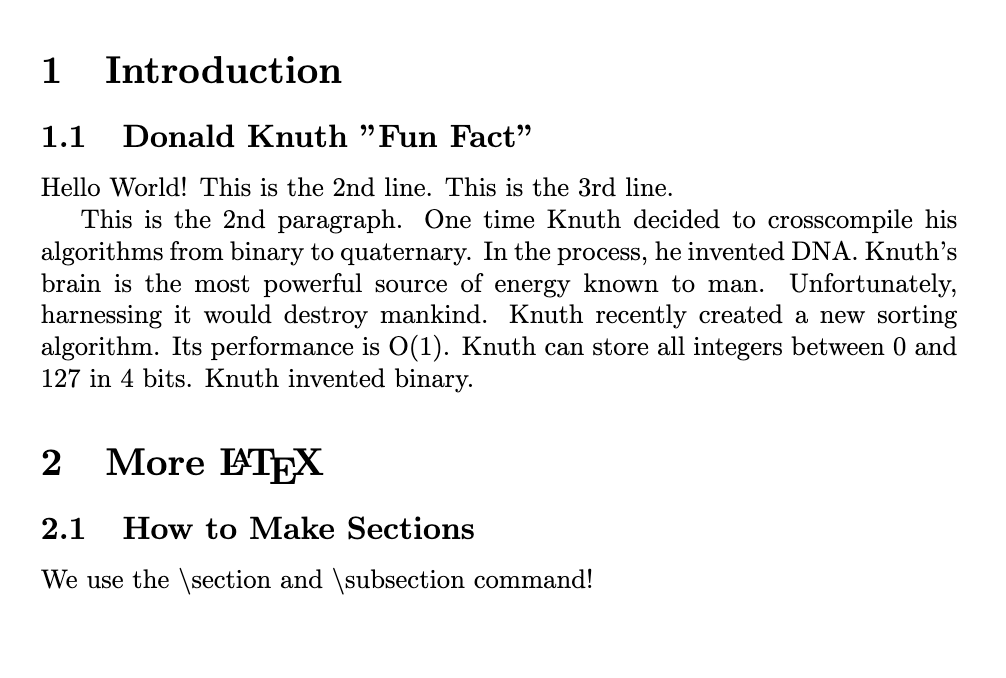 1 Introduction
1.1 Donald Knuth ”Fun Fact”
Hello World! This is the 2nd line. This is the 3rd line.
This is the 2nd paragraph. One time Knuth decided to crosscompile his
algorithms from binary to quaternary. In the process, he invented DNA. Knuth’s
brain is the most powerful source of energy known to man. Unfortunately,
harnessing it would destroy mankind. Knuth recently created a new sorting
algorithm. Its performance is O(1). Knuth can store all integers between 0 and
127 in 4 bits. Knuth invented binary.
2 More LATEX
2.1 How to Make Sections
We use the \section and \subsection command!